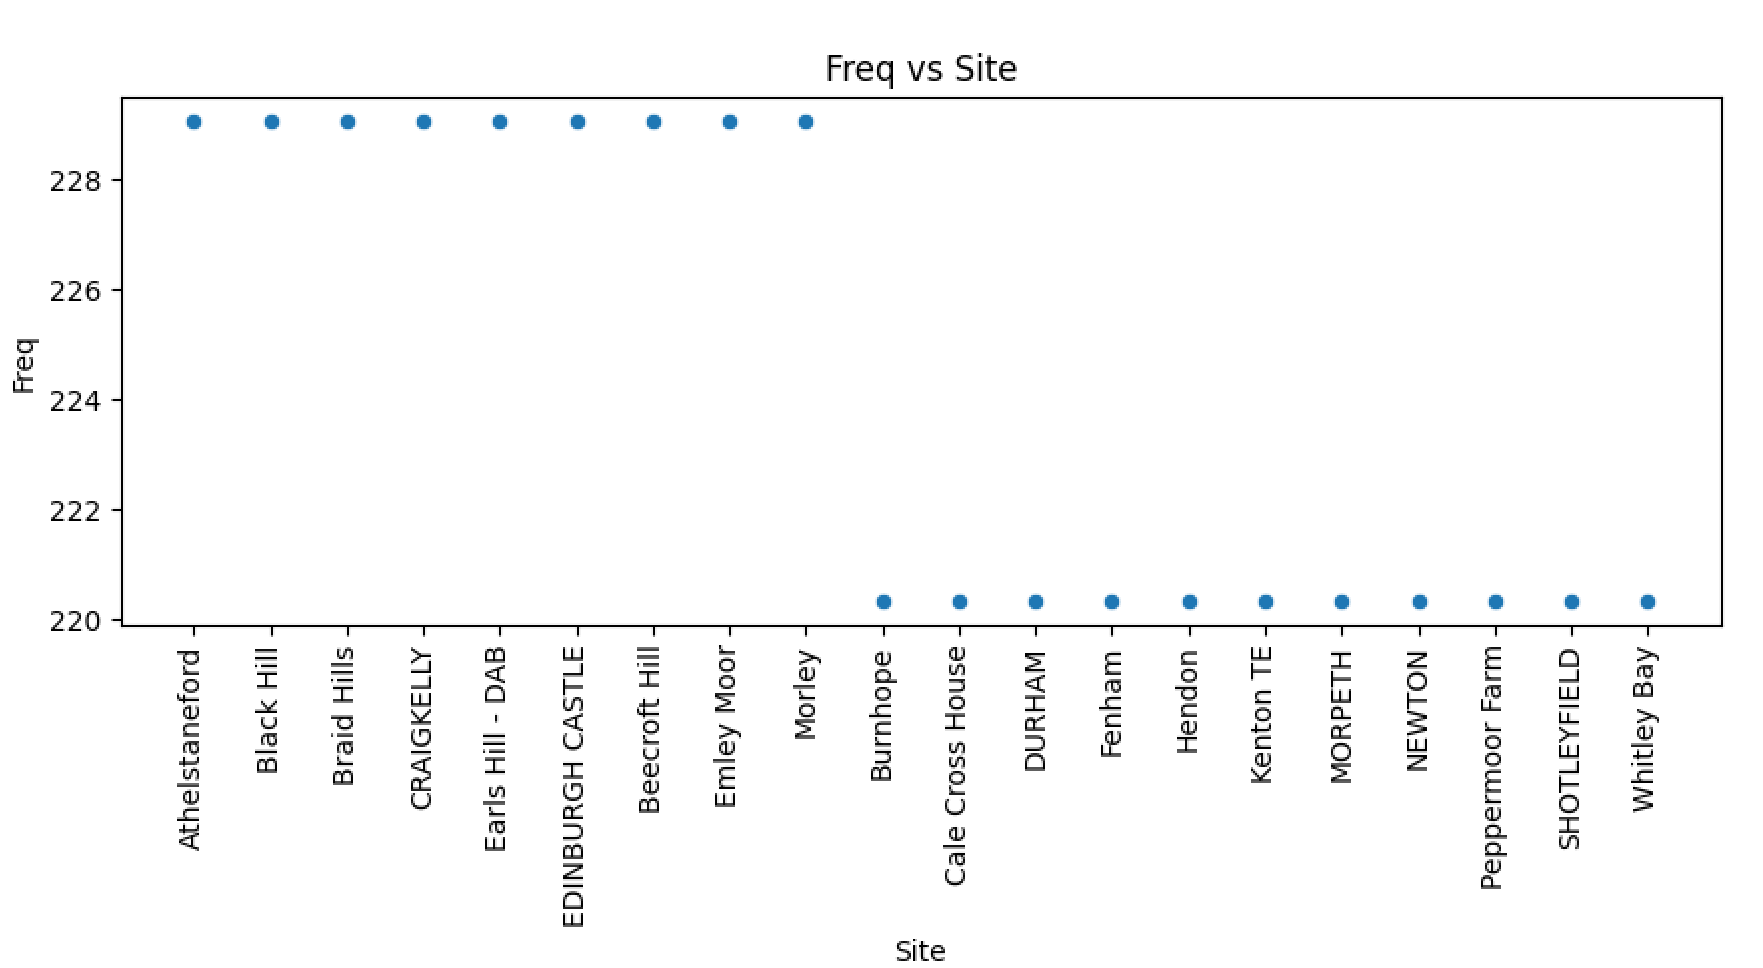 Freq vs Site
Freq
228
226
224
222
220
Athelstaneford
Black Hill
Braid Hills
CRAIGKELLY
Earls Hill - DAB
EDINBURGH CASTLE
Beecroft Hill
Emley Moor
Morley
Burnhope
Cale Cross House
DURHAM
Fenham
Hendon
Kenton TE
MORPETH
NEWTON
Peppermoor Farm
SHOTLEYFIELD
Whitley Bay
Site